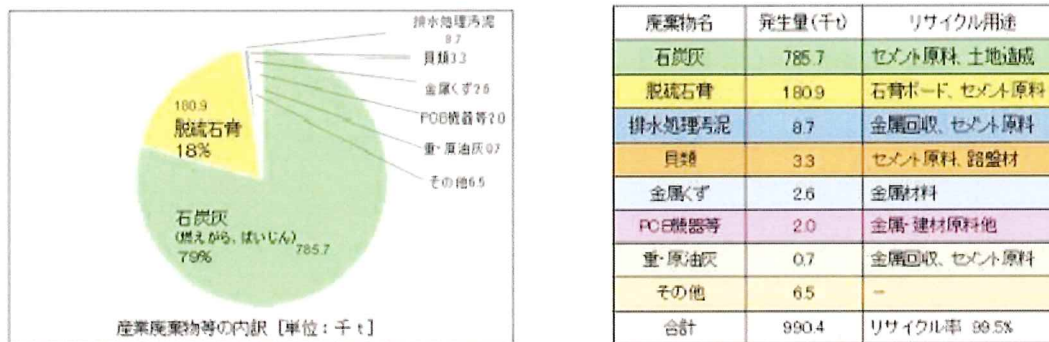 排水処理汚泥
8.7
貝類3.3
金属くず2.6
PCB機器等2.0
重・原油灰0.7
その他6.5
180.9
脱硫石膏
18%
石炭灰
(燃えがら、ばいじん)
79%
785.7
産業廃棄物等の内訳 [単位：千t]
廃棄物名 発生量(千t) リサイクル用途
石炭灰 785.7 セメント原料、土地造成
脱硫石膏 180.9 石膏ボード、セメント原料
排水処理汚泥 8.7 金属回収、セメント原料
貝類 3.3 セメント原料、路盤材
金属くず 2.6 金属材料
PCB機器等 2.0 金属・建材原料他
重・原油灰 0.7 金属回収、セメント原料
その他 6.5 －
合計 990.4 リサイクル率 99.5%